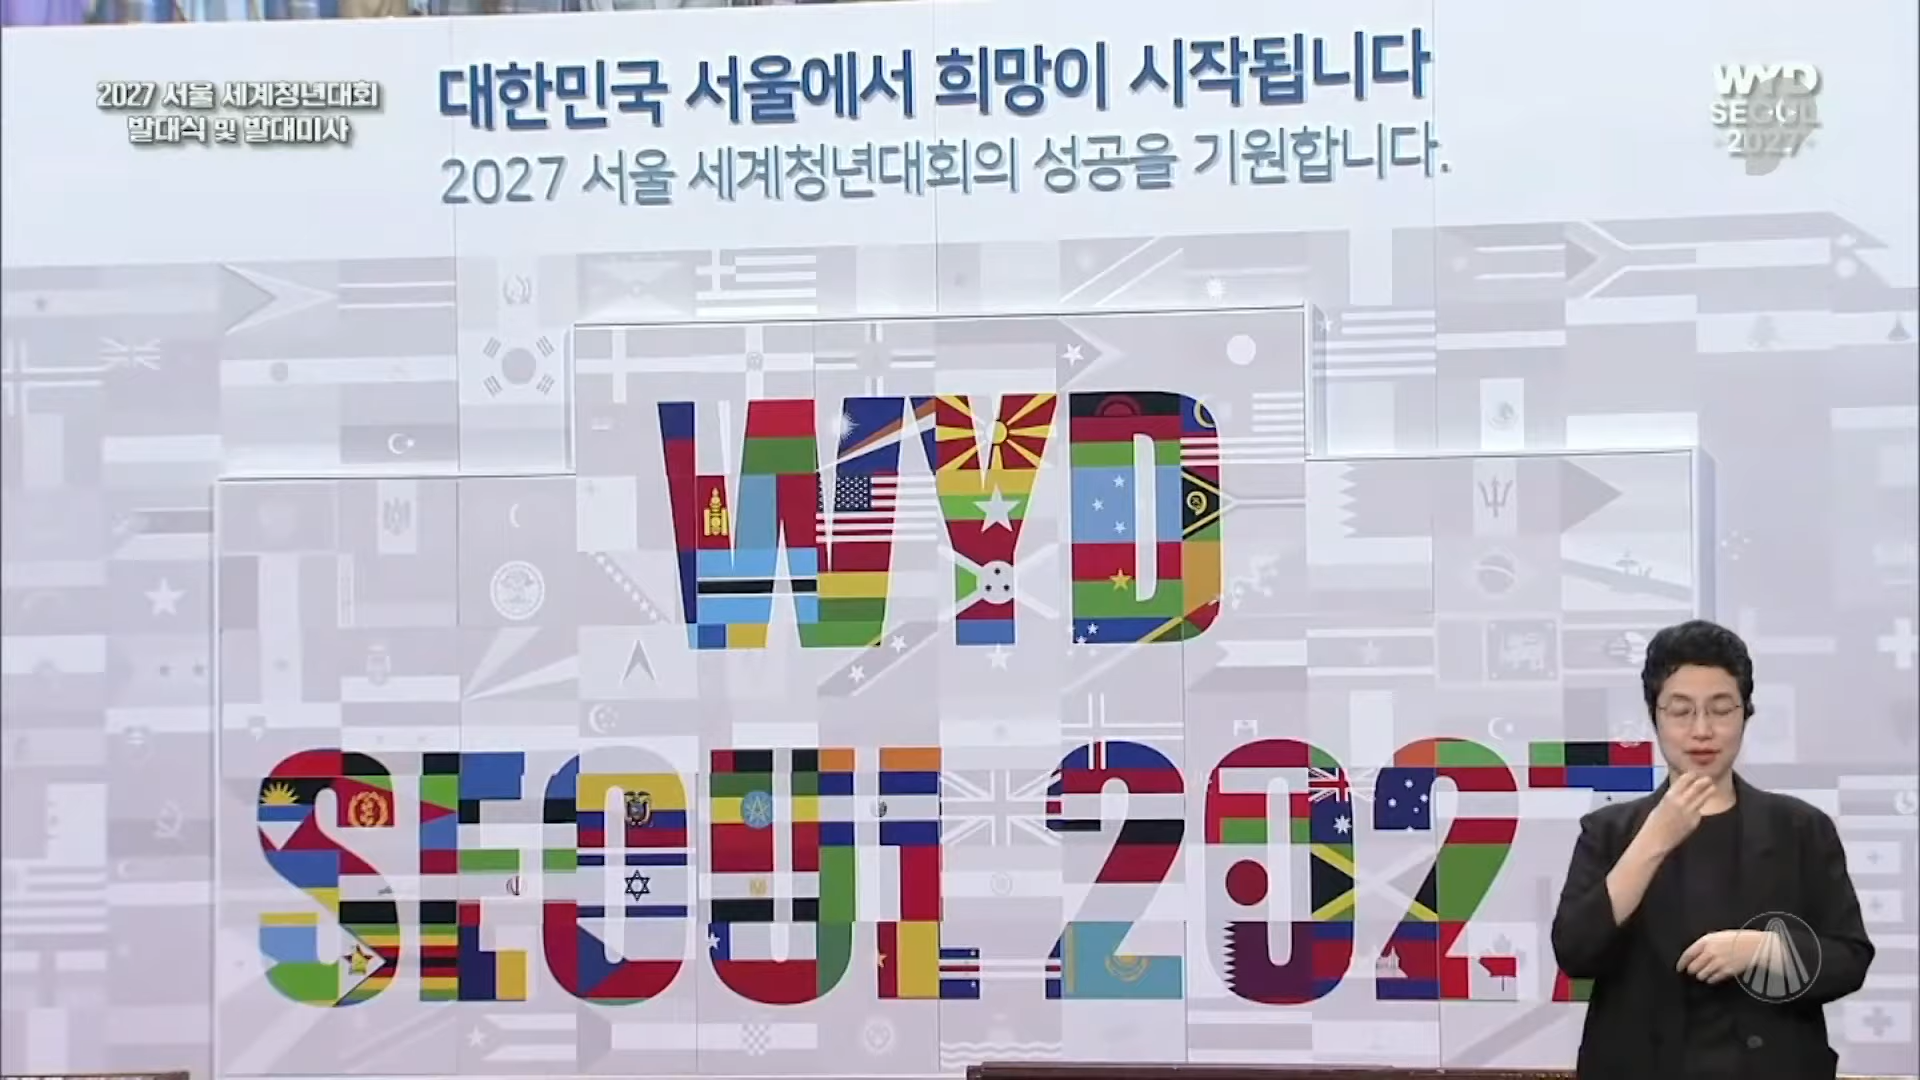 2027 서울 세계청년대회
발대식 및 발대미사
대한민국 서울에서 희망이 시작됩니다
2027 서울 세계청년대회의 성공을 기원합니다.
WYD
SEOUL
2027
WYD
SEOUL 2027